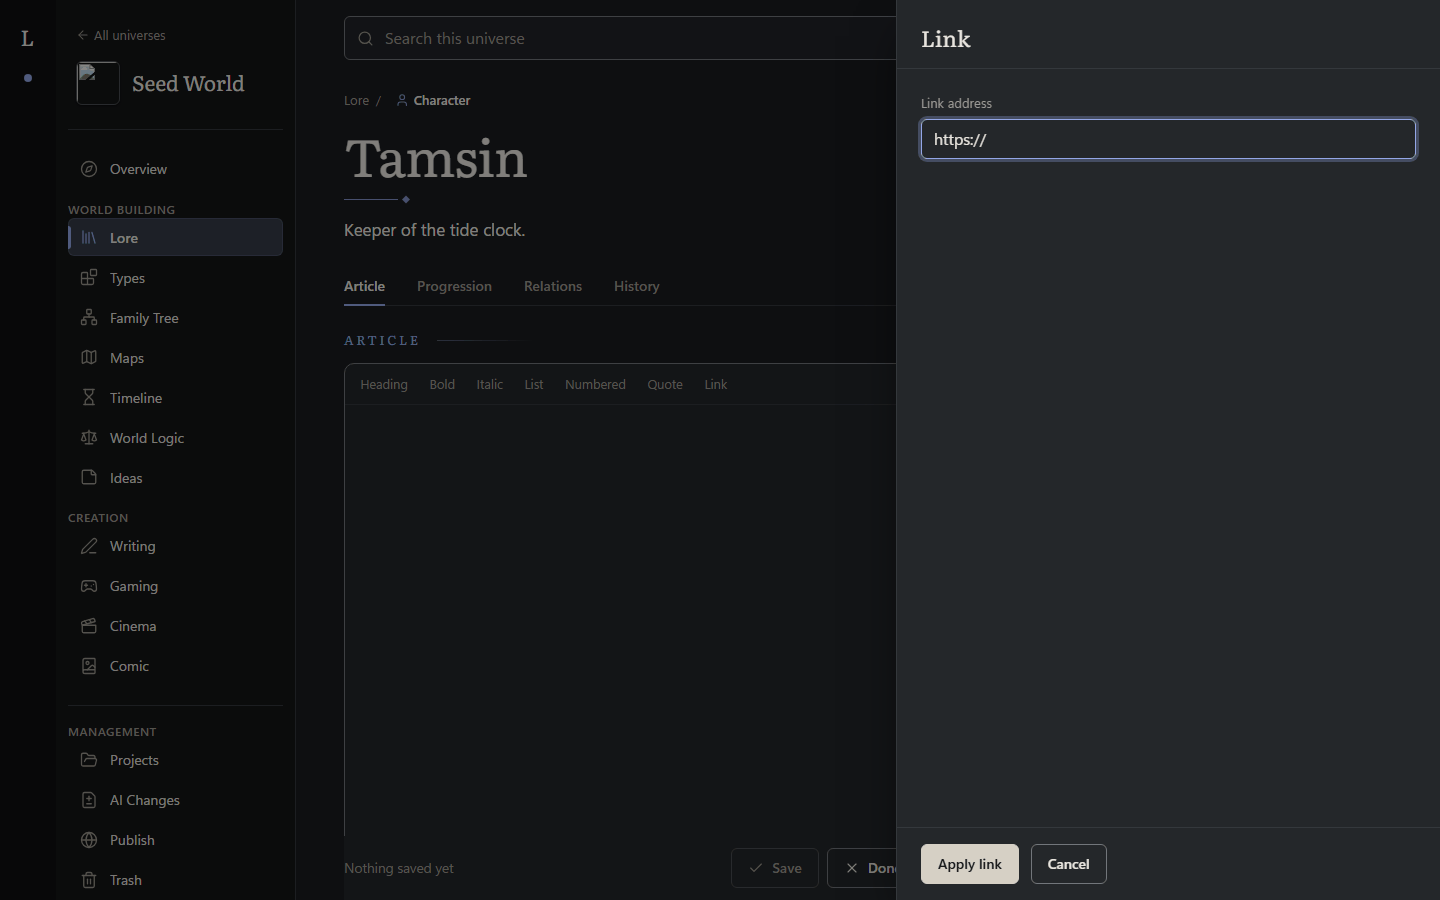 L
All universes
Seed World
Overview
WORLD BUILDING
Lore
Types
Family Tree
Maps
Timeline
World Logic
Ideas
CREATION
Writing
Gaming
Cinema
Comic
MANAGEMENT
Projects
AI Changes
Publish
Trash
Search this universe
Lore / Character
Tamsin
Keeper of the tide clock.
Article Progression Relations History
ARTICLE
Heading Bold Italic List Numbered Quote Link
Nothing saved yet
Save
Link
Link address
https://
Apply link
Cancel